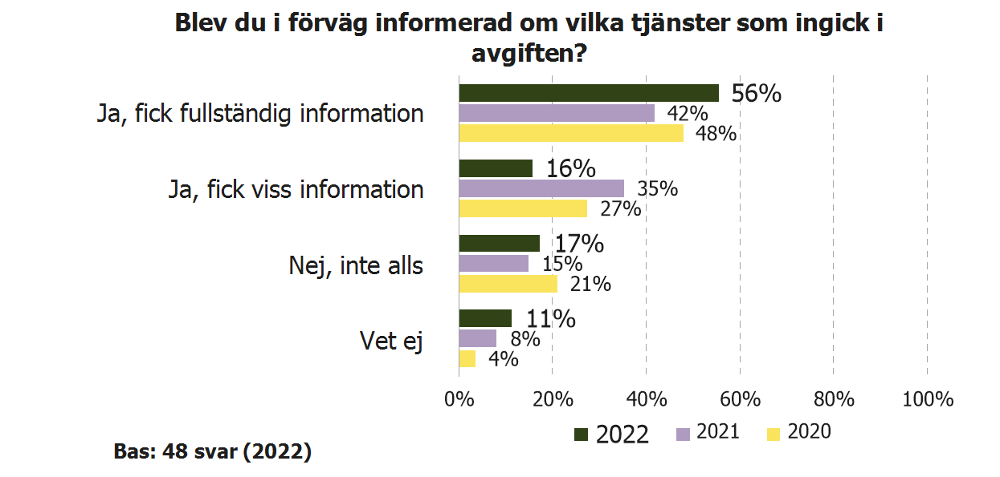 Blev du i förväg informerad om vilka tjänster som ingick i
avgiften?
Ja, fick fullständig information
56%
42%
48%
Ja, fick viss information
16%
35%
27%
Nej, inte alls
17%
15%
21%
Vet ej
11%
8%
4%
0% 20% 40% 60% 80% 100%
2022 2021 2020
Bas: 48 svar (2022)